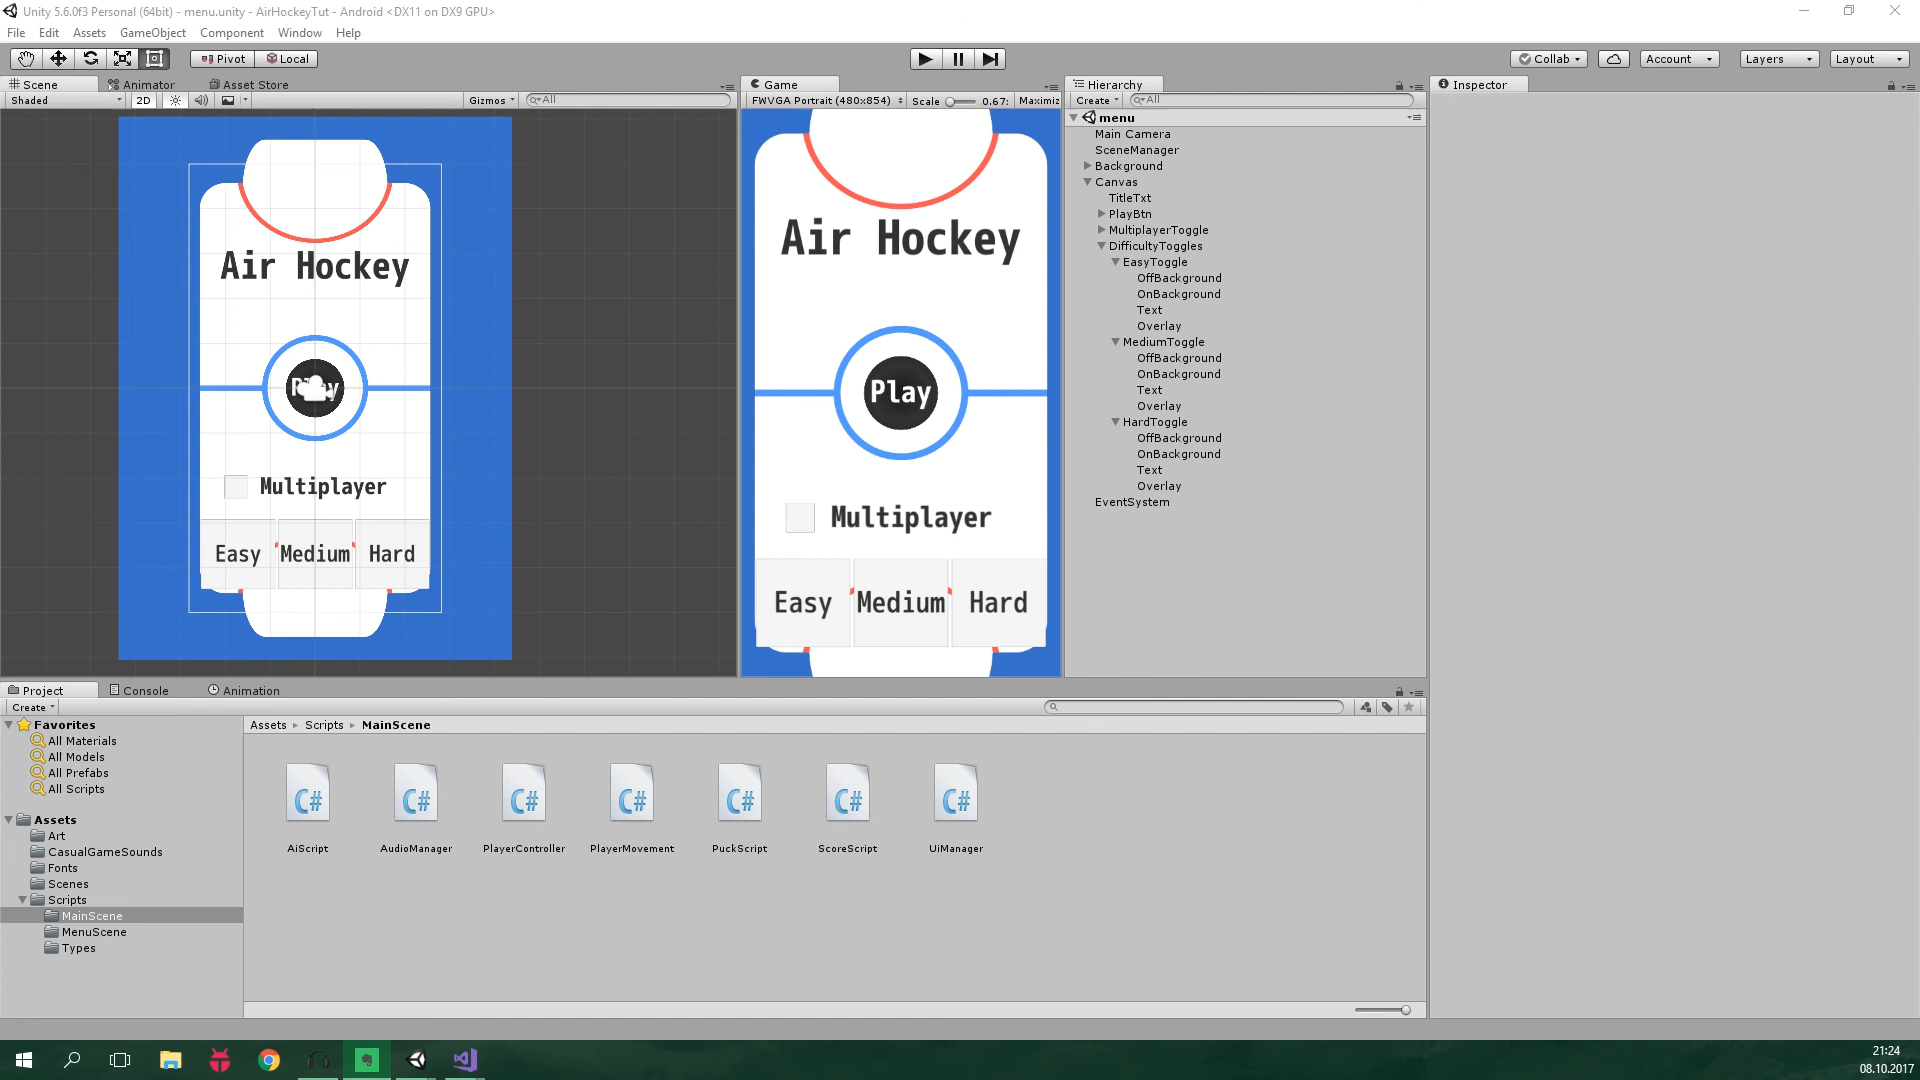 Unity 5.6.0f3 Personal (64bit) - menu.unity - AirHockeyTut - Android <DX11 on DX9 GPU>
File Edit Assets GameObject Component Window Help
Pivot Local Collab Account Layers Layout
Scene Animator Asset Store
Shaded 2D Gizmos All
Air Hockey
Play
Multiplayer
Easy Medium Hard
Game
FWVGA Portrait (480x854) Scale 0.67: Maximiz
Air Hockey
Play
Multiplayer
Easy Medium Hard
Hierarchy
Create All
menu
Main Camera
SceneManager
Background
Canvas
TitleTxt
PlayBtn
MultiplayerToggle
DifficultyToggles
EasyToggle
OffBackground
OnBackground
Text
Overlay
MediumToggle
OffBackground
OnBackground
Text
Overlay
HardToggle
OffBackground
OnBackground
Text
Overlay
EventSystem
Inspector
Project Console Animation
Create
Favorites
All Materials
All Models
All Prefabs
All Scripts
Assets
Art
CasualGameSounds
Fonts
Scenes
Scripts
MainScene
MenuScene
Types
Assets Scripts MainScene
C# C# C# C# C# C# C#
AiScript AudioManager PlayerController PlayerMovement PuckScript ScoreScript UiManager
21:24
08.10.2017